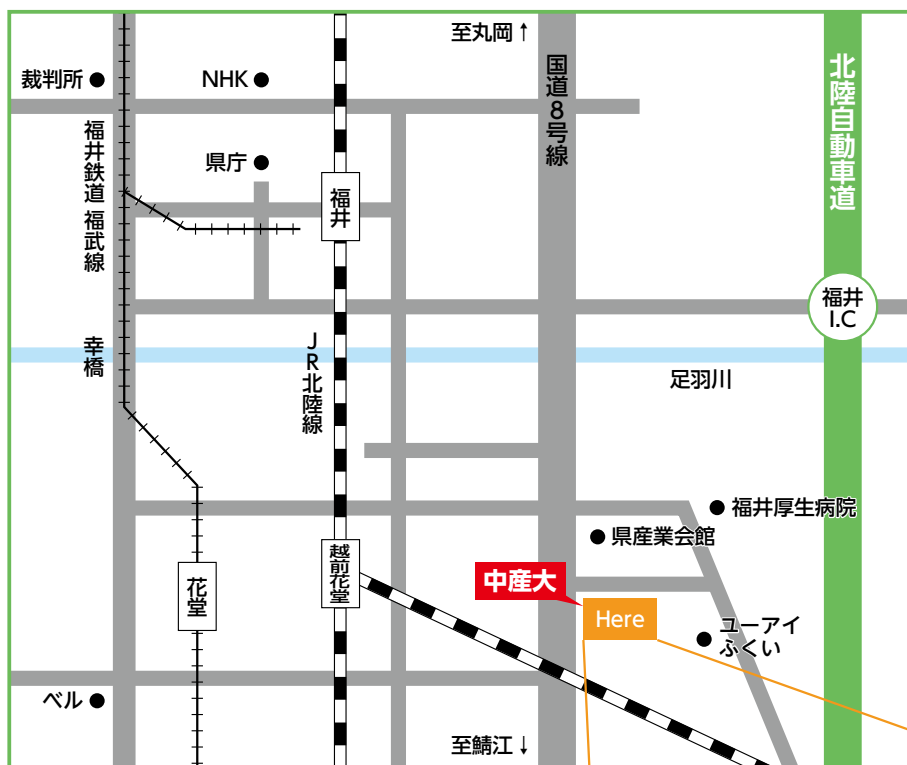 至丸岡↑
裁判所
NHK
国道8号線
北陸自動車道
福井鉄道 福武線
県庁
福井
福井
I.C
幸橋
JR北陸線
足羽川
福井厚生病院
県産業会館
越前花堂
中産大
花堂
Here
ユーアイ
ふくい
ベル
至鯖江↓